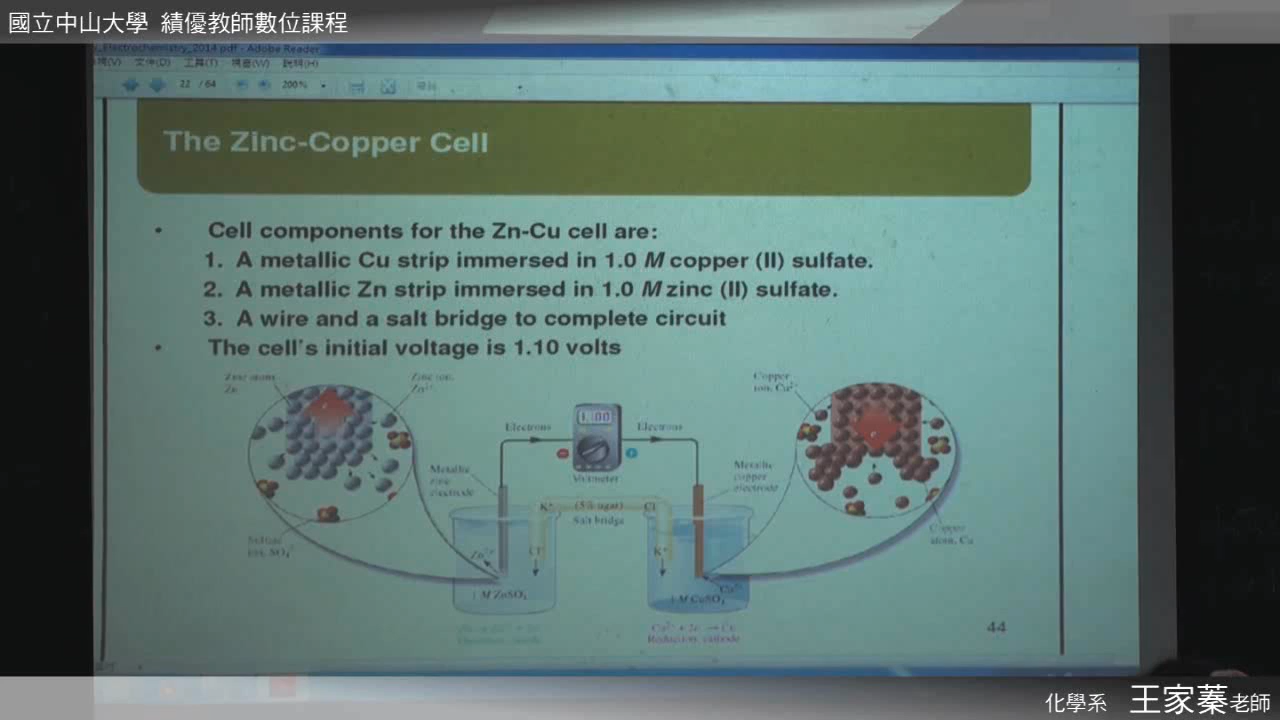 國立中山大學 績優教師數位課程
_Electrochemistry_2014.pdf - Adobe Reader
文件(D) 工具(T) 視窗(W) 說明(H)
22 / 64 200%
The Zinc-Copper Cell
• Cell components for the Zn-Cu cell are:
1. A metallic Cu strip immersed in 1.0 M copper (II) sulfate.
2. A metallic Zn strip immersed in 1.0 M zinc (II) sulfate.
3. A wire and a salt bridge to complete circuit
• The cell's initial voltage is 1.10 volts
Zinc atoms, Zn
Zinc ion, Zn²⁺
Copper ion, Cu²⁺
Electrons
Electrons
Voltmeter
Metallic zinc electrode
Metallic copper electrode
K⁺ (5% agar) Cl⁻
Salt bridge
Sulfate ion, SO₄²⁻
Copper atom, Cu
Zn²⁺
Cl⁻
K⁺
Cu²⁺
1 M ZnSO₄
1 M CuSO₄
Cu²⁺ + 2e⁻ → Cu
Reduction, cathode
44
化學系 王家蓁老師